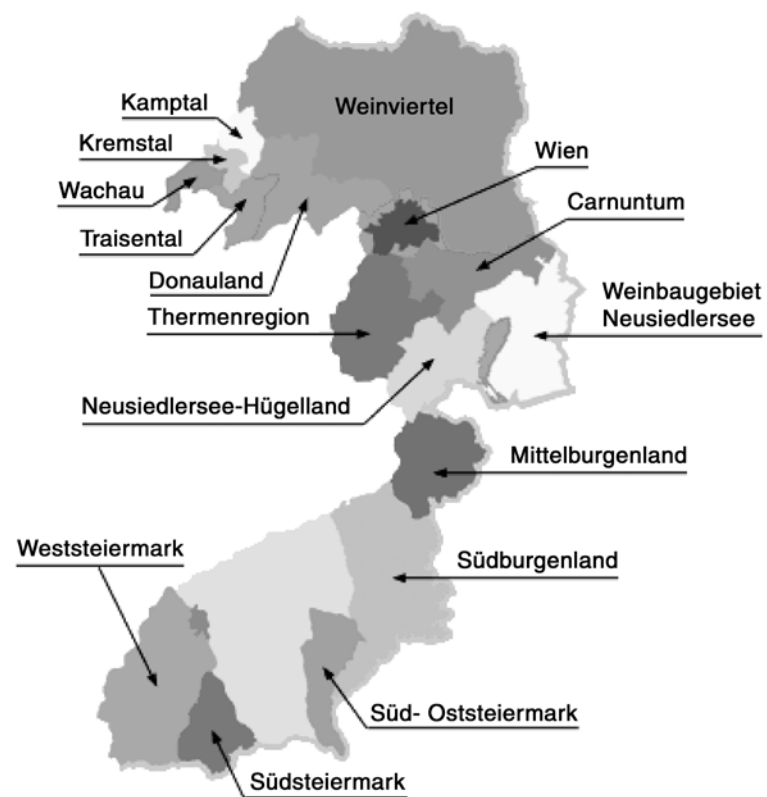 Kamptal
Weinviertel
Kremstal
Wien
Wachau
Carnuntum
Traisental
Donauland
Weinbaugebiet
Neusiedlersee
Thermenregion
Neusiedlersee-Hügelland
Mittelburgenland
Weststeiermark
Südburgenland
Süd- Oststeiermark
Südsteiermark